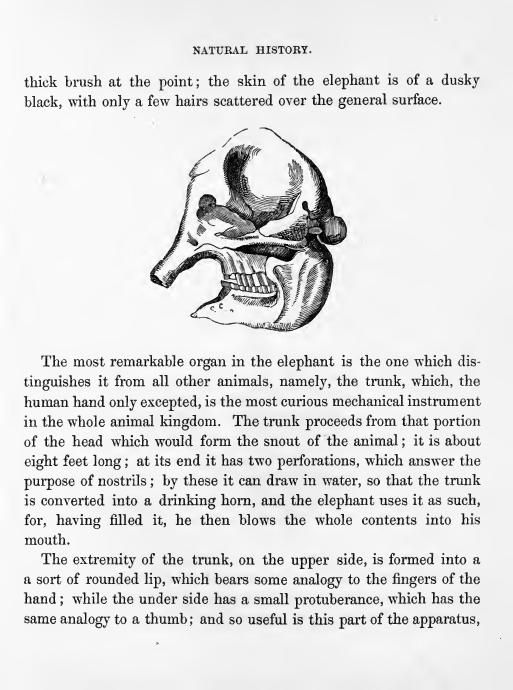 NATURAL HISTORY.
thick brush at the point; the skin of the elephant is of a dusky
black, with only a few hairs scattered over the general surface.
The most remarkable organ in the elephant is the one which dis-
tinguishes it from all other animals, namely, the trunk, which, the
human hand only excepted, is the most curious mechanical instrument
in the whole animal kingdom. The trunk proceeds from that portion
of the head which would form the snout of the animal; it is about
eight feet long; at its end it has two perforations, which answer the
purpose of nostrils; by these it can draw in water, so that the trunk
is converted into a drinking horn, and the elephant uses it as such,
for, having filled it, he then blows the whole contents into his
mouth.
The extremity of the trunk, on the upper side, is formed into a
a sort of rounded lip, which bears some analogy to the fingers of the
hand; while the under side has a small protuberance, which has the
same analogy to a thumb; and so useful is this part of the apparatus,